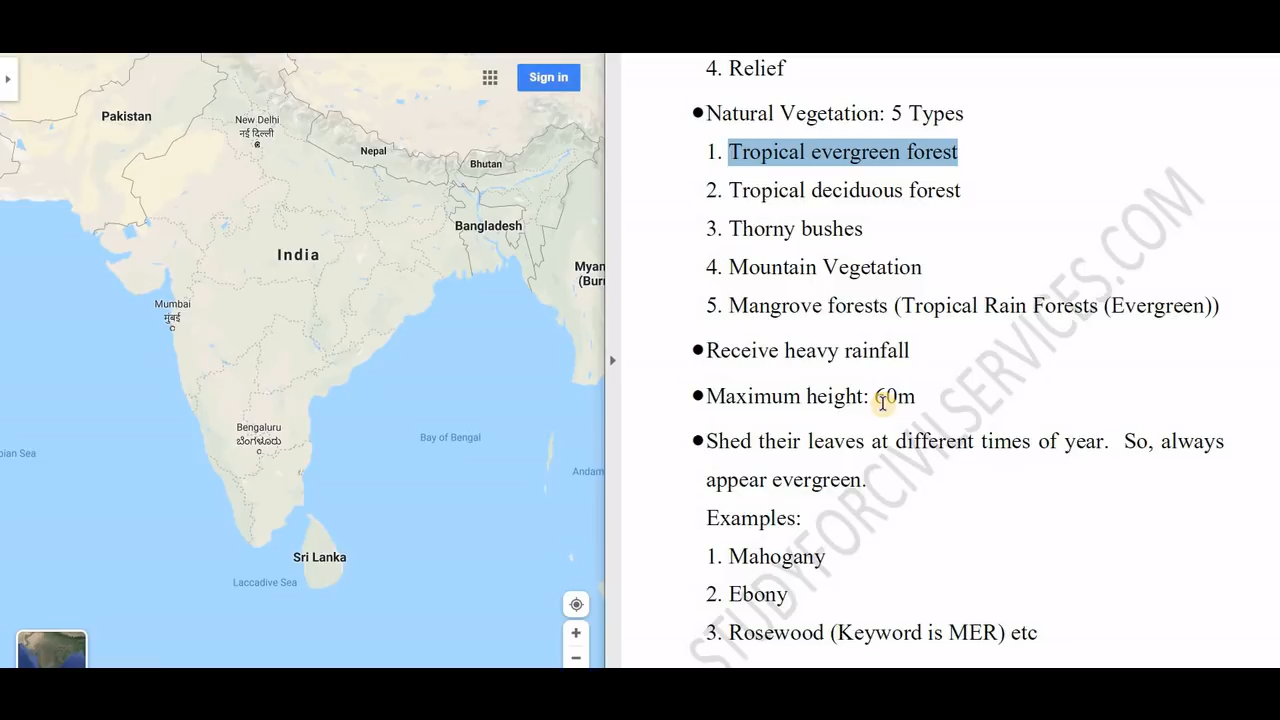 Sign in
Pakistan
New Delhi
नई दिल्ली
Nepal
Bhutan
Bangladesh
India
Myan
(Burr
Mumbai
मुंबई
Bengaluru
ಬೆಂಗಳೂರು
Bay of Bengal
bian Sea
Andam
Sri Lanka
Laccadive Sea
4. Relief
●Natural Vegetation: 5 Types
1. Tropical evergreen forest
2. Tropical deciduous forest
3. Thorny bushes
4. Mountain Vegetation
5. Mangrove forests (Tropical Rain Forests (Evergreen))
●Receive heavy rainfall
●Maximum height: 60m
●Shed their leaves at different times of year. So, always
appear evergreen.
Examples:
1. Mahogany
2. Ebony
3. Rosewood (Keyword is MER) etc
STUDYFORCIVILSERVICES.COM